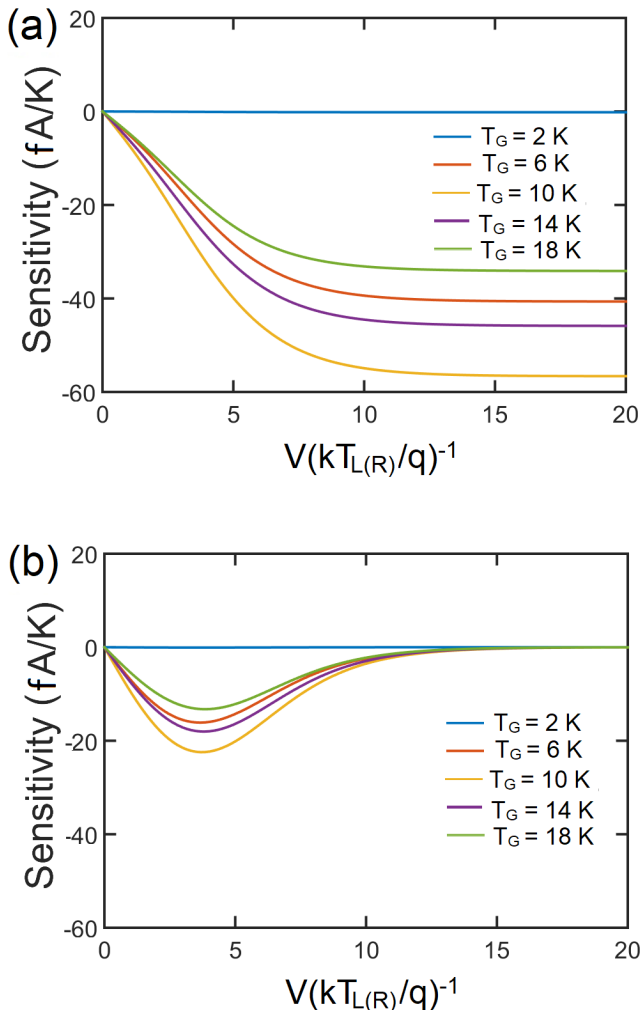 (a)
20
0
-20
-40
-60
Sensitivity (fA/K)
T_G = 2 K
T_G = 6 K
T_G = 10 K
T_G = 14 K
T_G = 18 K
0 5 10 15 20
V(kT_L(R)/q)^-1
(b)
20
0
-20
-40
-60
Sensitivity (fA/K)
T_G = 2 K
T_G = 6 K
T_G = 10 K
T_G = 14 K
T_G = 18 K
0 5 10 15 20
V(kT_L(R)/q)^-1